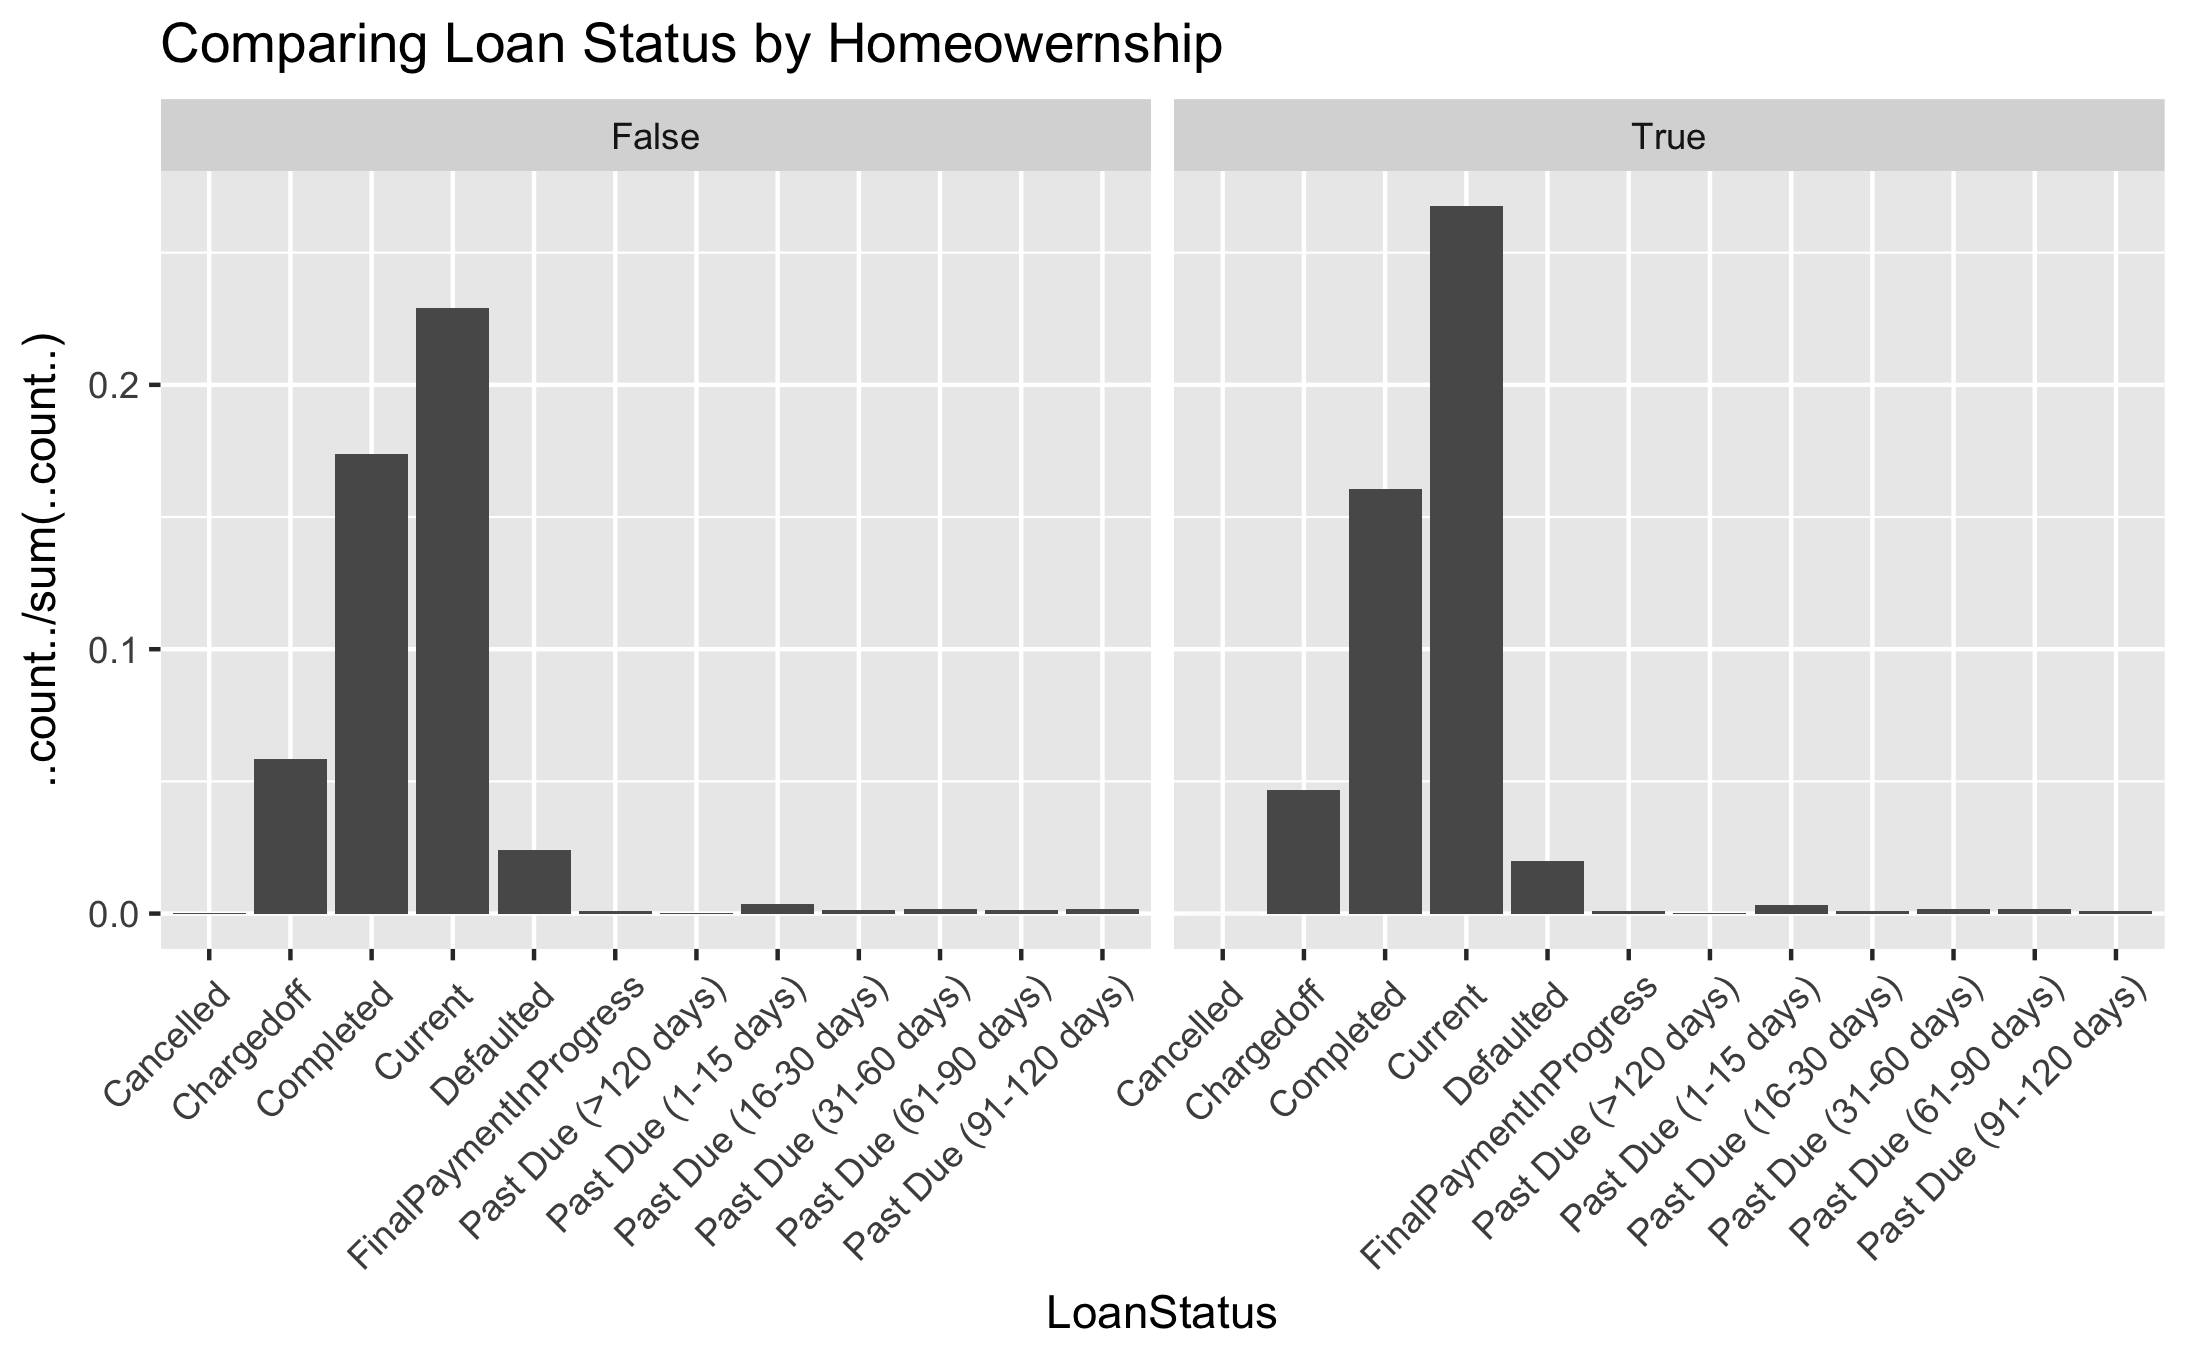 Comparing Loan Status by Homeowernship
False
True
..count../sum(..count..)
0.2
0.1
0.0
Cancelled
Chargedoff
Completed
Current
Defaulted
FinalPaymentInProgress
Past Due (>120 days)
Past Due (1-15 days)
Past Due (16-30 days)
Past Due (31-60 days)
Past Due (61-90 days)
Past Due (91-120 days)
Cancelled
Chargedoff
Completed
Current
Defaulted
FinalPaymentInProgress
Past Due (>120 days)
Past Due (1-15 days)
Past Due (16-30 days)
Past Due (31-60 days)
Past Due (61-90 days)
Past Due (91-120 days)
LoanStatus